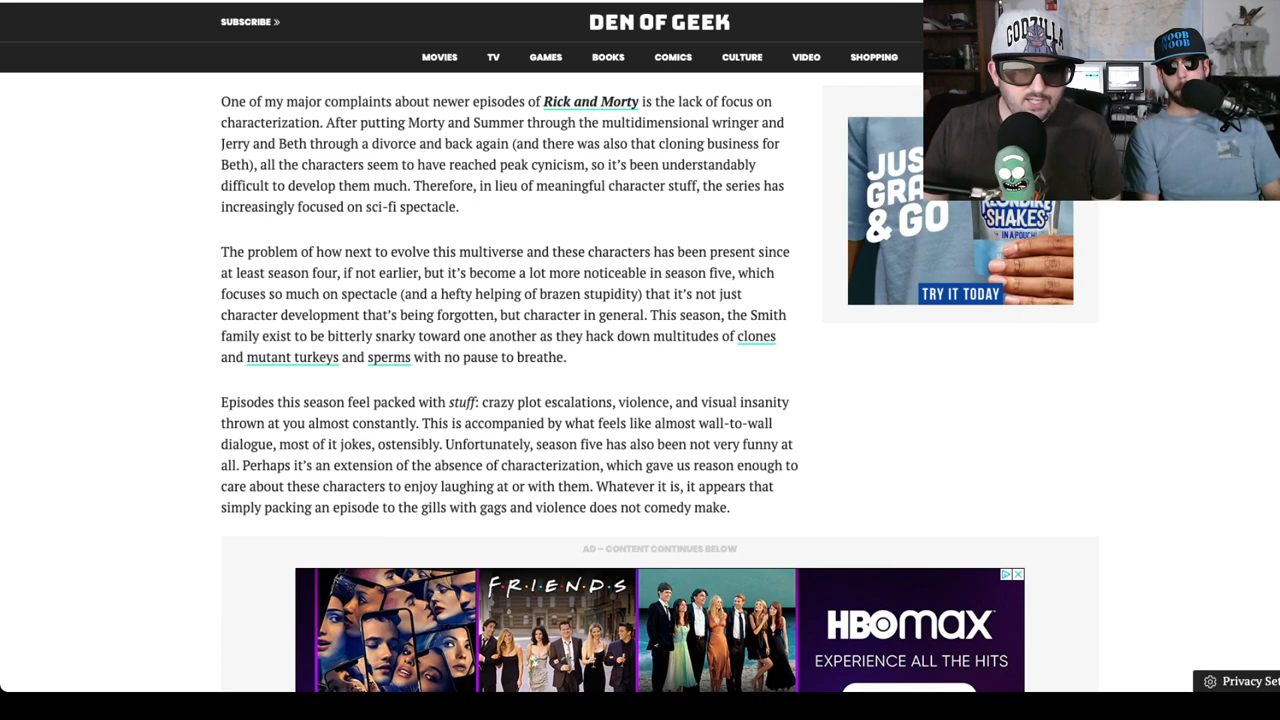 SUBSCRIBE »
DEN OF GEEK
MOVIES TV GAMES BOOKS COMICS CULTURE VIDEO SHOPPING
GODZILLA
NOOB
NOOB
One of my major complaints about newer episodes of Rick and Morty is the lack of focus on
characterization. After putting Morty and Summer through the multidimensional wringer and
Jerry and Beth through a divorce and back again (and there was also that cloning business for
Beth), all the characters seem to have reached peak cynicism, so it's been understandably
difficult to develop them much. Therefore, in lieu of meaningful character stuff, the series has
increasingly focused on sci-fi spectacle.
The problem of how next to evolve this multiverse and these characters has been present since
at least season four, if not earlier, but it's become a lot more noticeable in season five, which
focuses so much on spectacle (and a hefty helping of brazen stupidity) that it's not just
character development that's being forgotten, but character in general. This season, the Smith
family exist to be bitterly snarky toward one another as they hack down multitudes of clones
and mutant turkeys and sperms with no pause to breathe.
Episodes this season feel packed with stuff: crazy plot escalations, violence, and visual insanity
thrown at you almost constantly. This is accompanied by what feels like almost wall-to-wall
dialogue, most of it jokes, ostensibly. Unfortunately, season five has also been not very funny at
all. Perhaps it's an extension of the absence of characterization, which gave us reason enough to
care about these characters to enjoy laughing at or with them. Whatever it is, it appears that
simply packing an episode to the gills with gags and violence does not comedy make.
JUS
GRA
& GO
KLONDIKE
SHAKES
IN A POUCH!
TRY IT TODAY
AD – CONTENT CONTINUES BELOW
F·R·I·E·N·D·S
HBOMAX
EXPERIENCE ALL THE HITS
Privacy Set